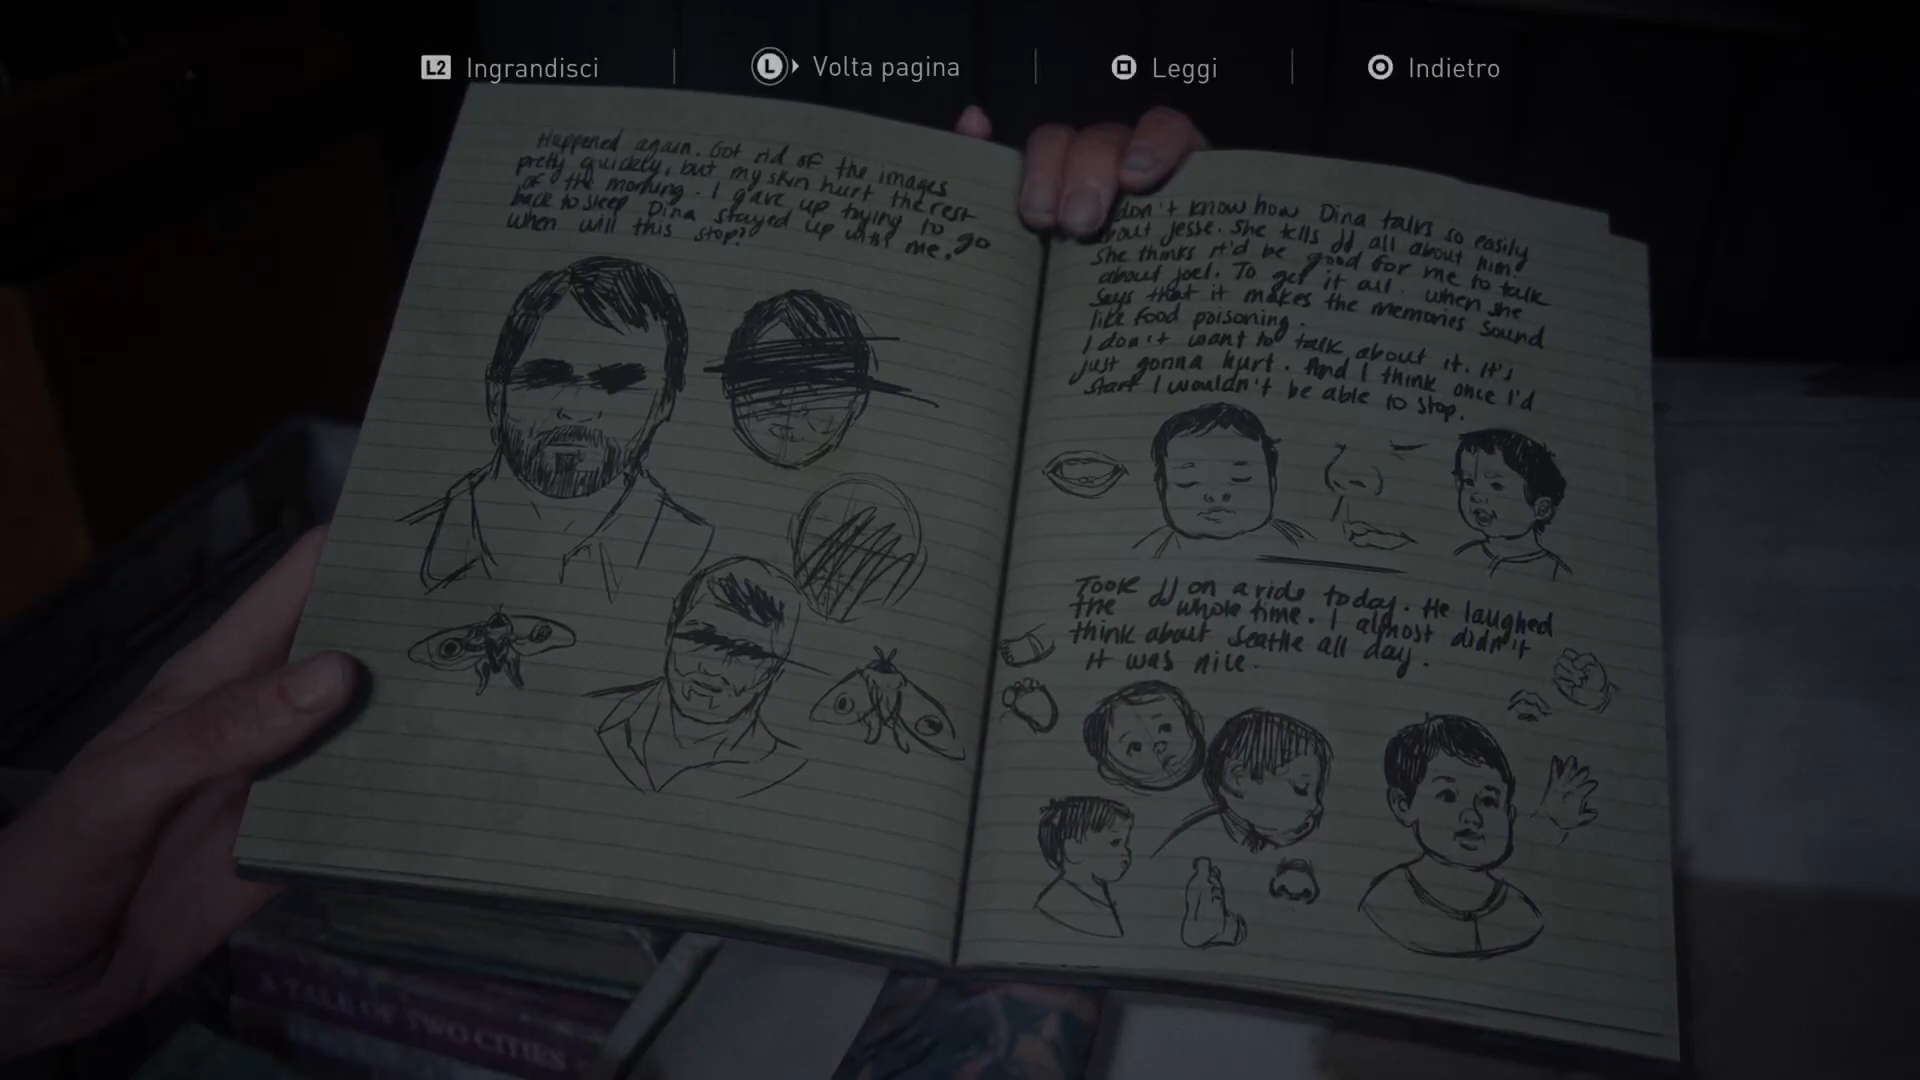 L2 Ingrandisci
L Volta pagina
Leggi
Indietro
Happened again. Got rid of the images
pretty quickly, but my skin hurt the rest
of the morning. I gave up trying to go
back to sleep Dina stayed up with me.
when will this stop?
don't know how Dina talks so easily
about Jesse. She tells JJ all about him.
She thinks it'd be good for me to talk
about Joel. To get it all. When she
says that it makes the memories sound
like food poisoning.
I don't want to talk about it. It's
just gonna hurt. And I think once I'd
start I wouldn't be able to stop.
Took JJ on a ride today. He laughed
the whole time. I almost didn't
think about Seattle all day.
It was nice.
A TALE OF TWO CITIES